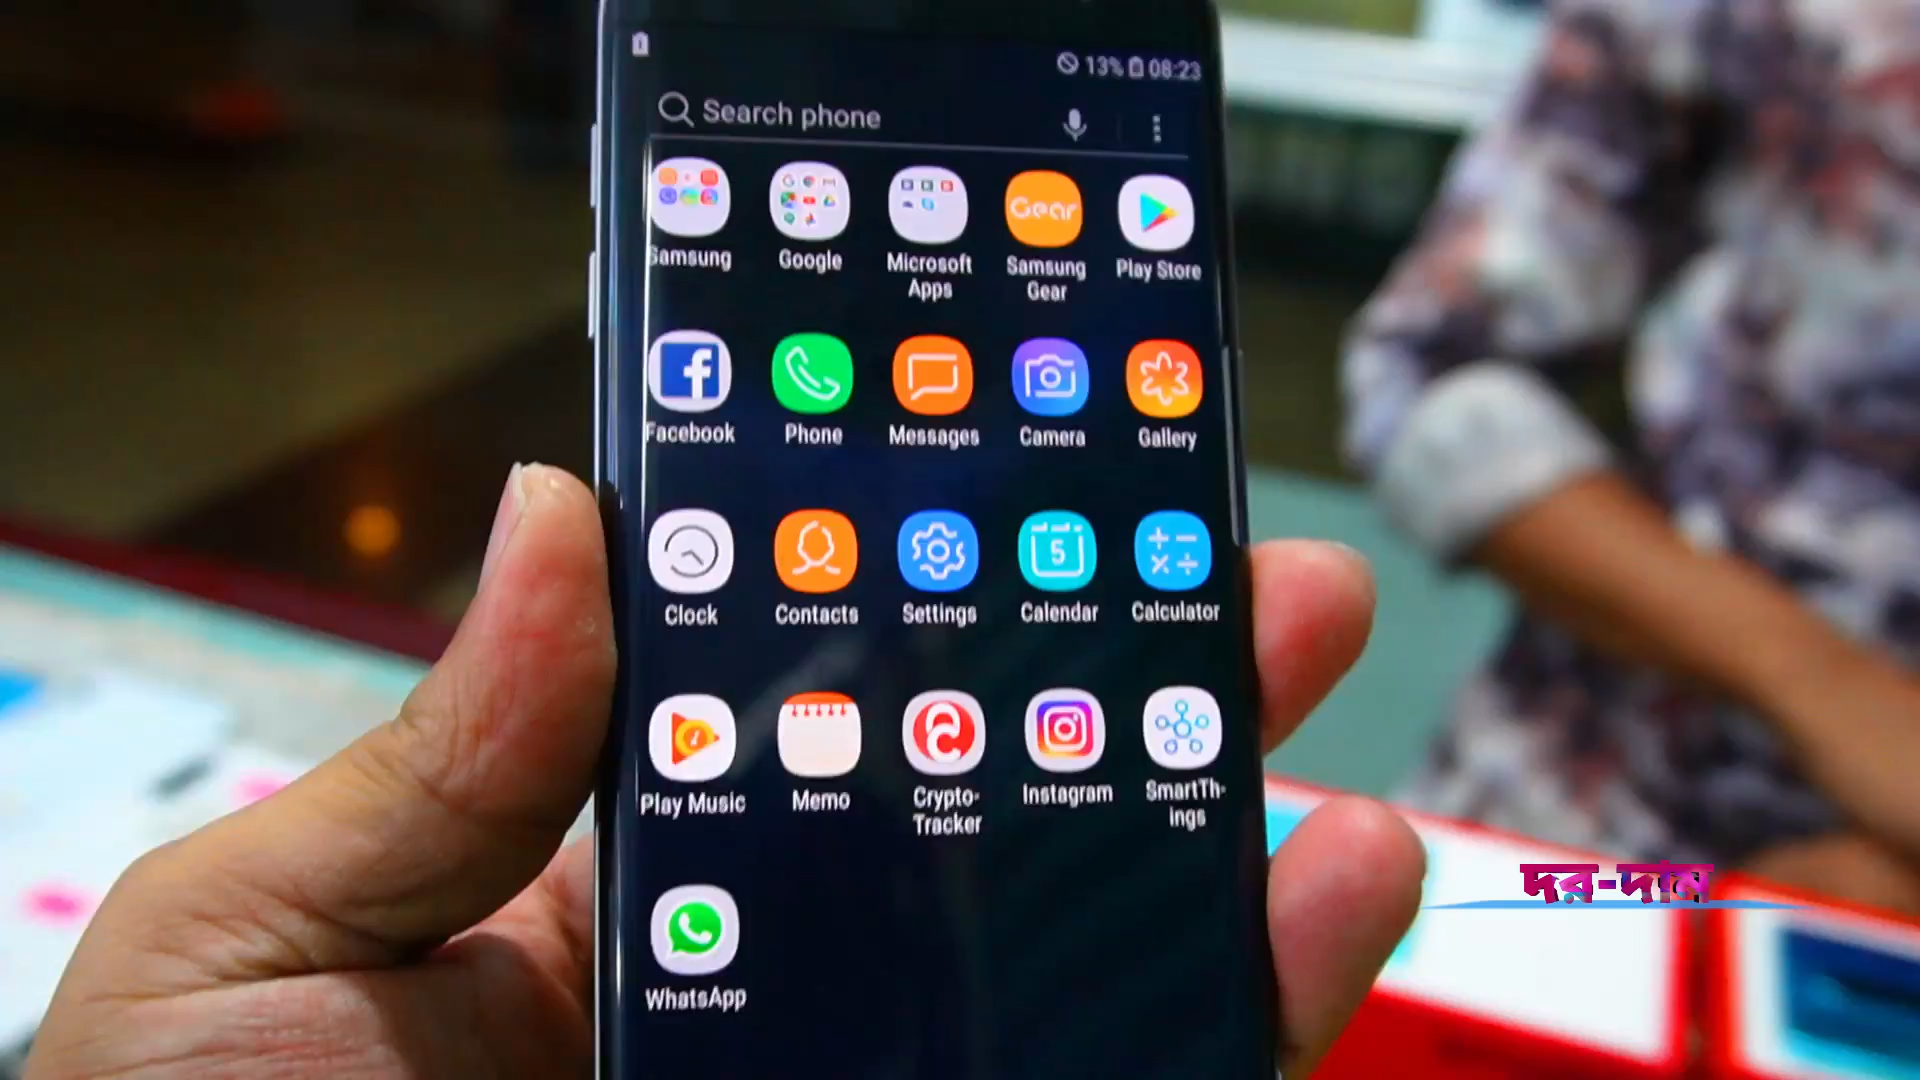 13% 08:23
Search phone
Gear
Samsung Google Microsoft Apps Samsung Gear Play Store
Facebook Phone Messages Camera Gallery
5
Clock Contacts Settings Calendar Calculator
Play Music Memo Crypto-Tracker Instagram SmartTh-ings
WhatsApp
দর-দাম